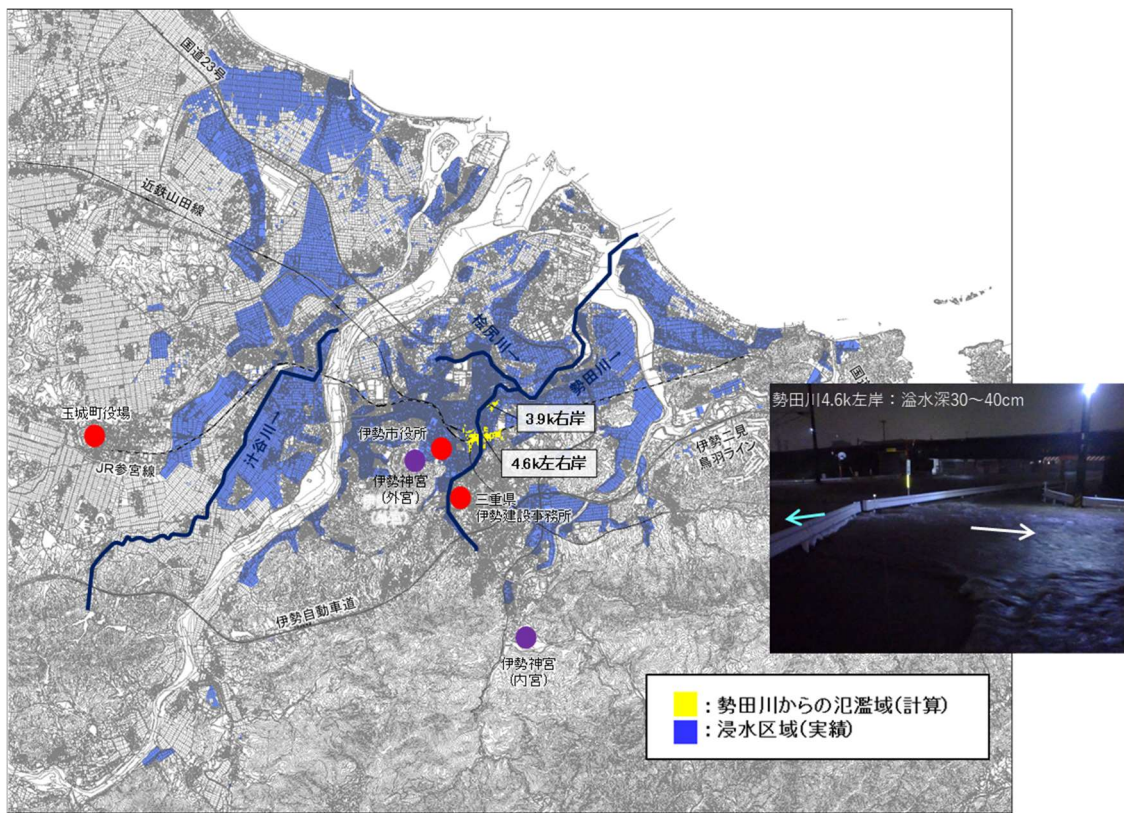 国道23号
近鉄山田線
桧尻川
勢田川
汁谷川
玉城町役場
JR参宮線
伊勢市役所
伊勢神宮
(外宮)
3.9k右岸
4.6k左右岸
三重県
伊勢建設事務所
伊勢二見
鳥羽ライン
国道
伊勢自動車道
伊勢神宮
(内宮)
勢田川4.6k左岸：溢水深30～40cm
：勢田川からの氾濫域(計算)
：浸水区域(実績)